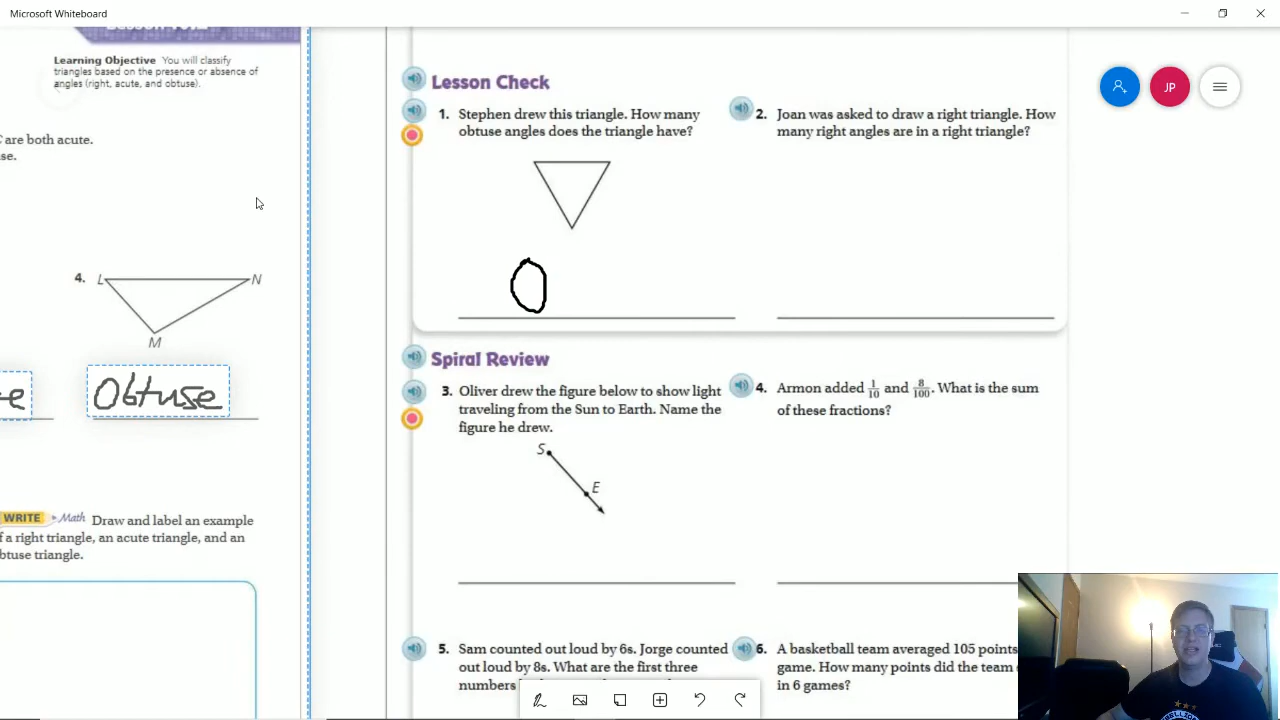 Microsoft Whiteboard
Learning Objective You will classify
triangles based on the presence or absence of
angles (right, acute, and obtuse).
are both acute.
4.
L
N
M
Obtuse
WRITE Math Draw and label an example
a right triangle, an acute triangle, and an
triangle.
Lesson Check
1. Stephen drew this triangle. How many
obtuse angles does the triangle have?
0
2. Joan was asked to draw a right triangle. How
many right angles are in a right triangle?
Spiral Review
3. Oliver drew the figure below to show light
traveling from the Sun to Earth. Name the
figure he drew.
S
E
4. Armon added 1/10 and 8/100. What is the sum
of these fractions?
5. Sam counted out loud by 6s. Jorge counted
out loud by 8s. What are the first three
numbers
6. A basketball team averaged 105 points
game. How many points did the team
in 6 games?
JP